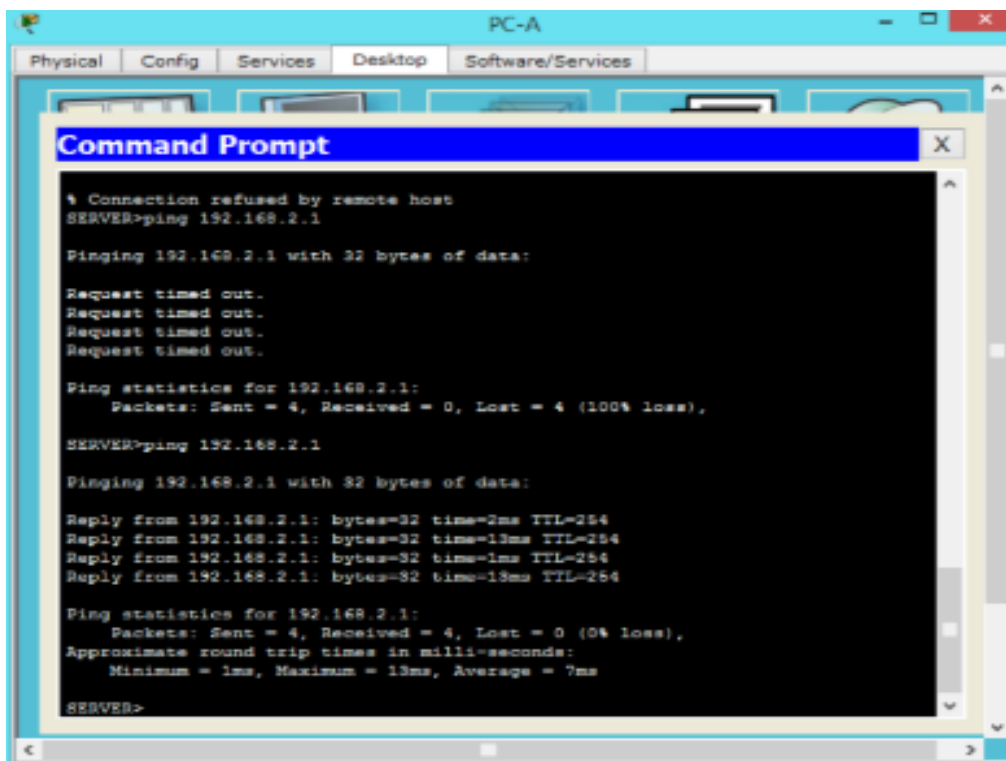 PC-A
Physical Config Services Desktop Software/Services
Command Prompt
X
% Connection refused by remote host
SERVER>ping 192.168.2.1
Pinging 192.168.2.1 with 32 bytes of data:
Request timed out.
Request timed out.
Request timed out.
Request timed out.
Ping statistics for 192.168.2.1:
Packets: Sent = 4, Received = 0, Lost = 4 (100% loss),
SERVER>ping 192.168.2.1
Pinging 192.168.2.1 with 32 bytes of data:
Reply from 192.168.2.1: bytes=32 time=2ms TTL=254
Reply from 192.168.2.1: bytes=32 time=13ms TTL=254
Reply from 192.168.2.1: bytes=32 time=1ms TTL=254
Reply from 192.168.2.1: bytes=32 time=13ms TTL=254
Ping statistics for 192.168.2.1:
Packets: Sent = 4, Received = 4, Lost = 0 (0% loss),
Approximate round trip times in milli-seconds:
Minimum = 1ms, Maximum = 13ms, Average = 7ms
SERVER>